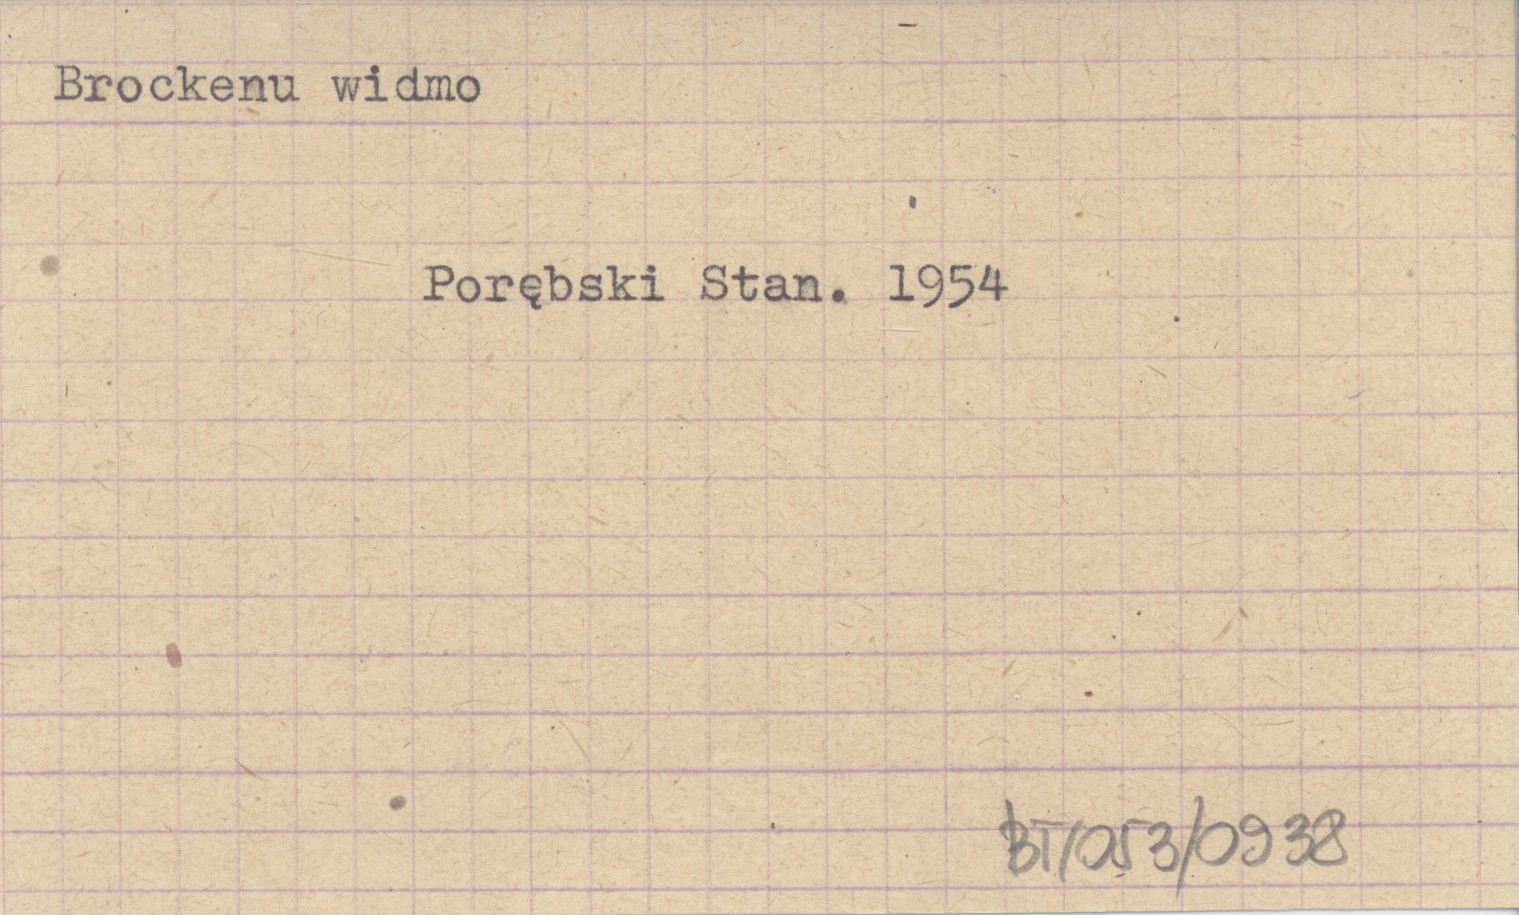 Brockenu widmo
Porębski Stan. 1954
BT/053/0938